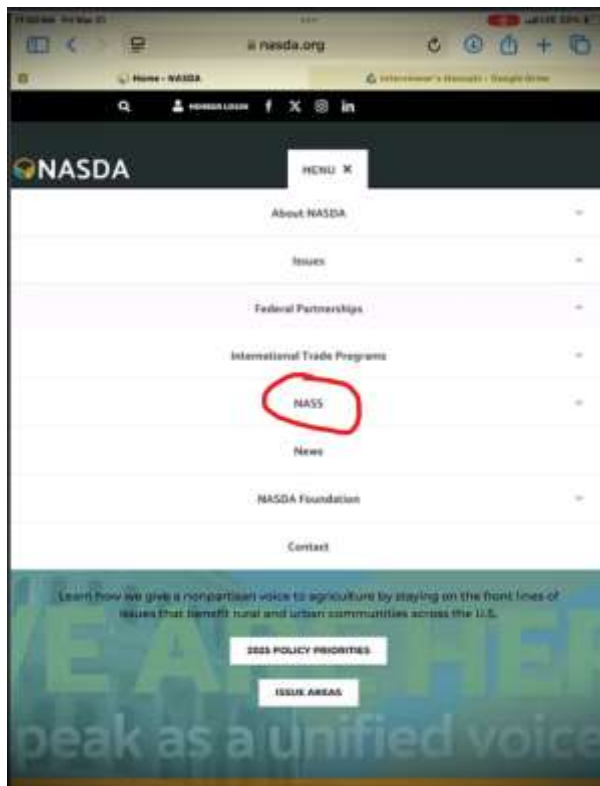 nasda.org
Home - NASDA
MEMBER LOGIN f X in
NASDA
MENU X
About NASDA
Issues
Federal Partnerships
International Trade Programs
NASS
News
NASDA Foundation
Contact
Learn how we give a nonpartisan voice to agriculture by staying on the front lines of
issues that benefit rural and urban communities across the U.S.
2025 POLICY PRIORITIES
ISSUE AREAS
peak as a unified voice